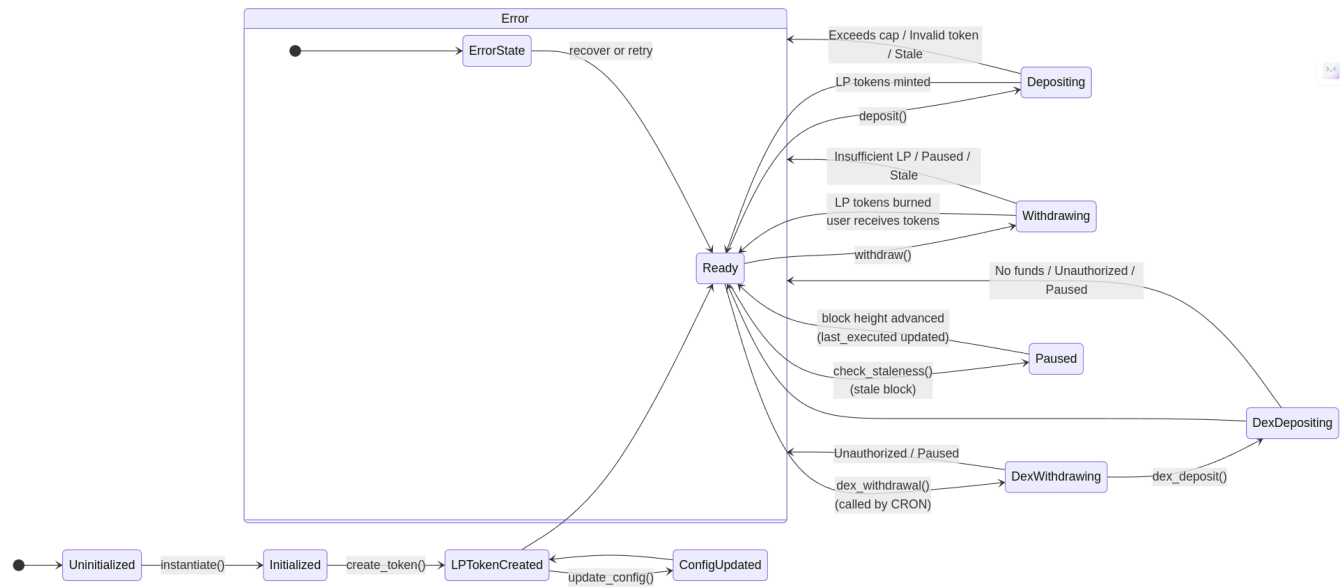 Error
ErrorState
recover or retry
Exceeds cap / Invalid token
/ Stale
Depositing
LP tokens minted
deposit()
Insufficient LP / Paused /
Stale
LP tokens burned
user receives tokens
Withdrawing
withdraw()
Ready
No funds / Unauthorized /
Paused
block height advanced
(last_executed updated)
Paused
check_staleness()
(stale block)
DexDepositing
Unauthorized / Paused
DexWithdrawing
dex_deposit()
dex_withdrawal()
(called by CRON)
Uninitialized
instantiate()
Initialized
create_token()
LPTokenCreated
update_config()
ConfigUpdated